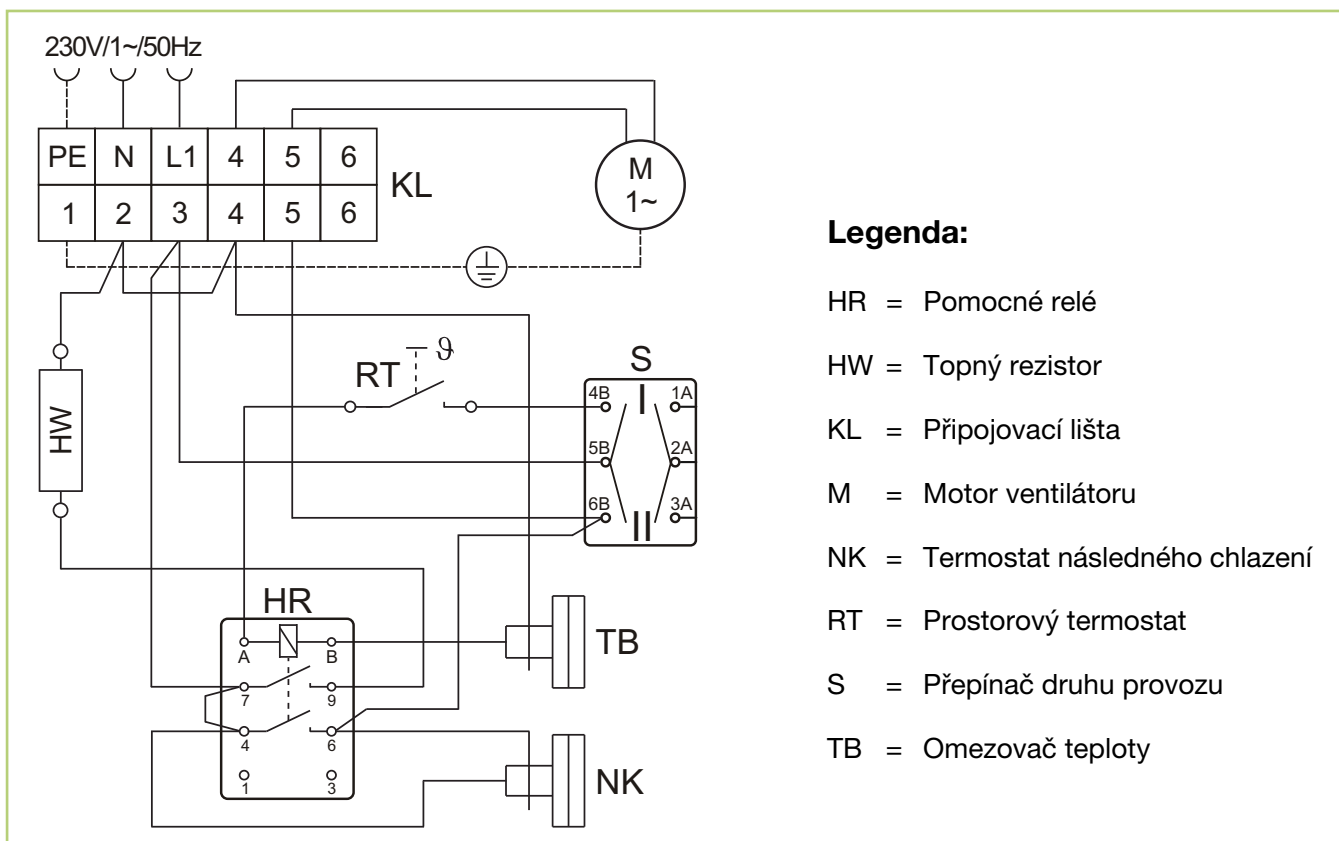 230V/1~/50Hz
PE N L1 4 5 6
KL
1 2 3 4 5 6
M
1~
RT
ϑ
S
4B I 1A
5B 2A
6B II 3A
HW
HR
A B
7 9
4 6
1 3
TB
NK
Legenda:
HR = Pomocné relé
HW = Topný rezistor
KL = Připojovací lišta
M = Motor ventilátoru
NK = Termostat následného chlazení
RT = Prostorový termostat
S = Přepínač druhu provozu
TB = Omezovač teploty